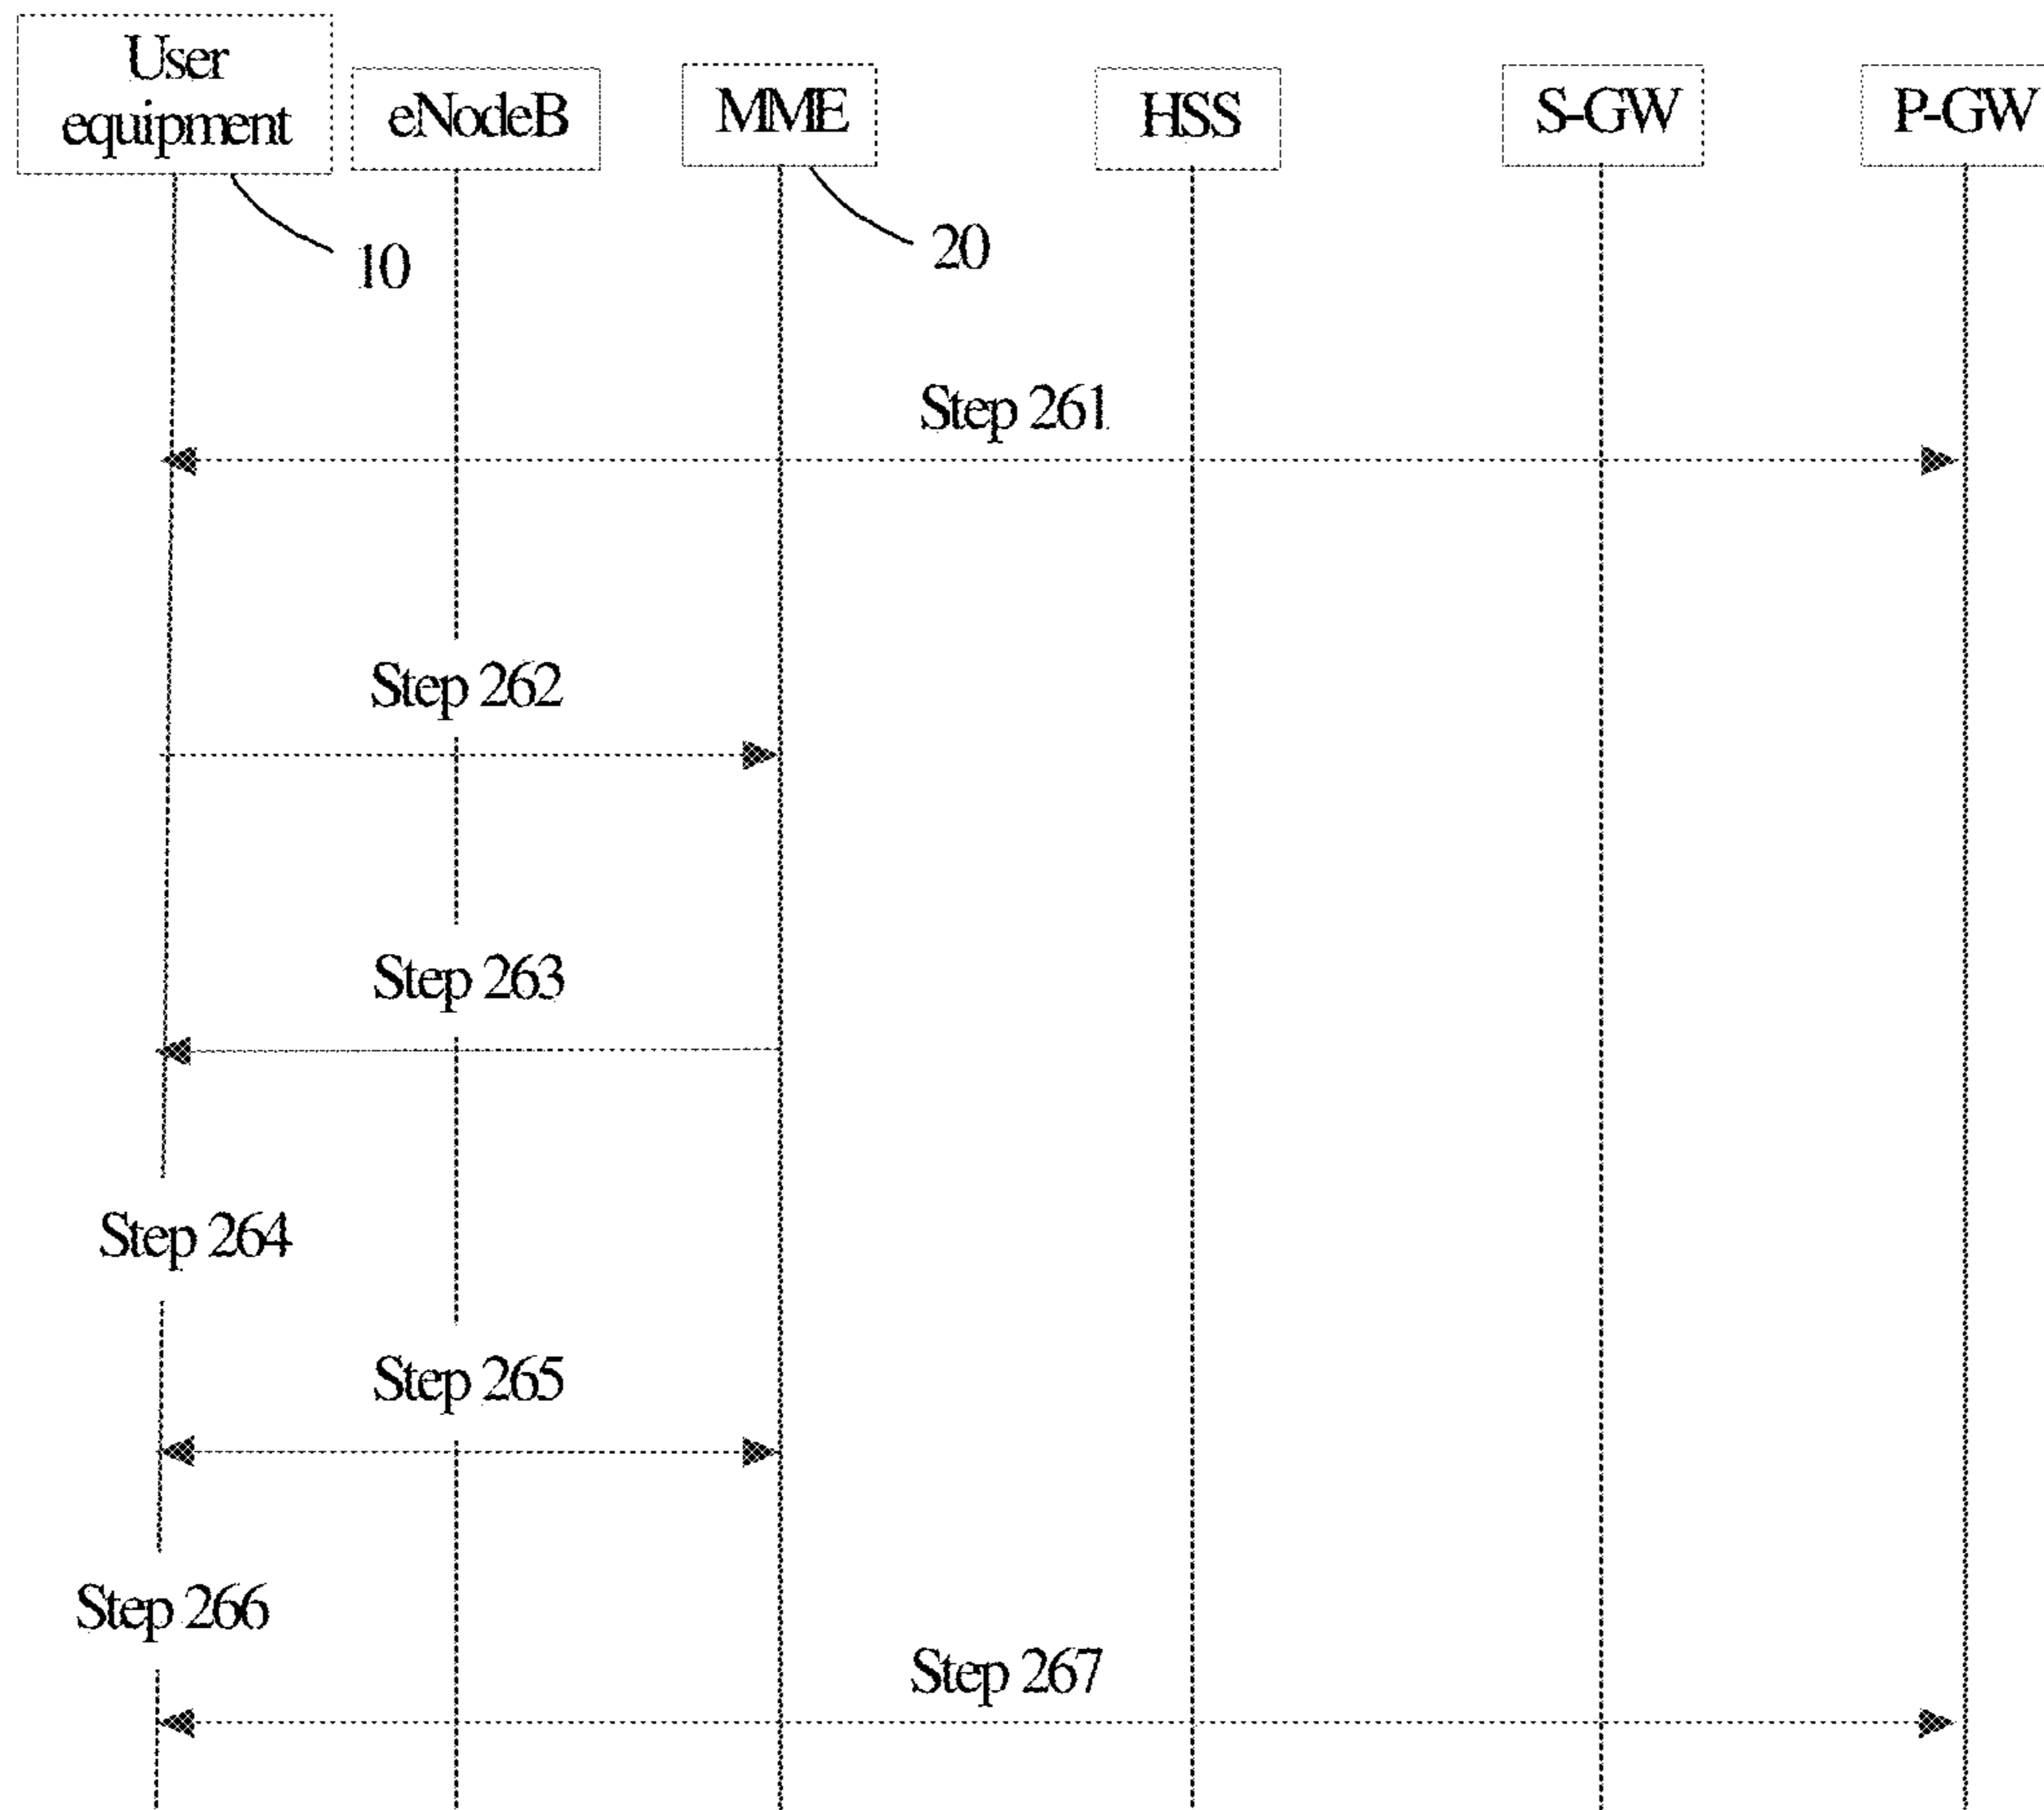 User
equipment
eNodeB
MME
HSS
S-GW
P-GW
10
20
Step 261
Step 262
Step 263
Step 264
Step 265
Step 266
Step 267